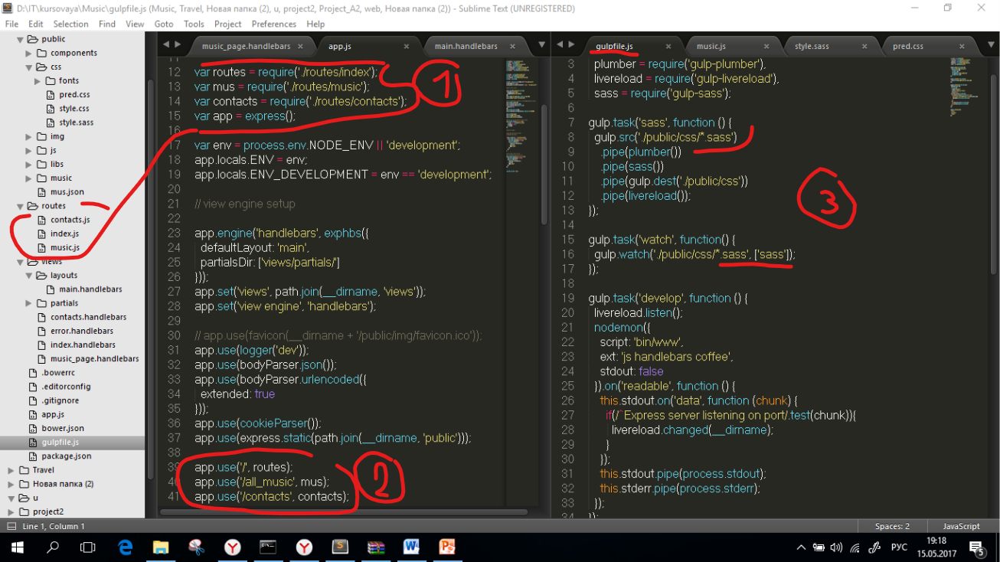 D:\IT\kursovaya\Music\gulpfile.js (Music, Travel, Новая папка (2), u, project2, Project_A2, web, Новая папка (2)) - Sublime Text (UNREGISTERED)
File Edit Selection Find View Goto Tools Project Preferences Help
public
components
css
fonts
pred.css
style.css
style.sass
img
js
libs
music
mus.json
routes
contacts.js
index.js
music.js
views
layouts
main.handlebars
partials
contacts.handlebars
error.handlebars
index.handlebars
music_page.handlebars
.bowerrc
.editorconfig
.gitignore
app.js
bower.json
gulpfile.js
package.json
Travel
Новая папка (2)
u
project2
music_page.handlebars × app.js × main.handlebars ×
11
12 var routes = require('./routes/index');
13 var mus = require('./routes/music');
14 var contacts = require('./routes/contacts');
15 var app = express();
16
17 var env = process.env.NODE_ENV || 'development';
18 app.locals.ENV = env;
19 app.locals.ENV_DEVELOPMENT = env == 'development';
20
21 // view engine setup
22
23 app.engine('handlebars', exphbs({
24 defaultLayout: 'main',
25 partialsDir: ['views/partials/']
26 }));
27 app.set('views', path.join(__dirname, 'views'));
28 app.set('view engine', 'handlebars');
29
30 // app.use(favicon(__dirname + '/public/img/favicon.ico'));
31 app.use(logger('dev'));
32 app.use(bodyParser.json());
33 app.use(bodyParser.urlencoded({
34 extended: true
35 }));
36 app.use(cookieParser());
37 app.use(express.static(path.join(__dirname, 'public')));
38
39 app.use('/', routes);
40 app.use('/all_music', mus);
41 app.use('/contacts', contacts);
1
2
gulpfile.js × music.js × style.sass × pred.css ×
3 plumber = require('gulp-plumber'),
4 livereload = require('gulp-livereload'),
5 sass = require('gulp-sass');
6
7 gulp.task('sass', function () {
8 gulp.src('./public/css/*.sass')
9 .pipe(plumber())
10 .pipe(sass())
11 .pipe(gulp.dest('./public/css'))
12 .pipe(livereload());
13 });
14
15 gulp.task('watch', function() {
16 gulp.watch('./public/css/*.sass', ['sass']);
17 });
18
19 gulp.task('develop', function () {
20 livereload.listen();
21 nodemon({
22 script: 'bin/www',
23 ext: 'js handlebars coffee',
24 stdout: false
25 }).on('readable', function () {
26 this.stdout.on('data', function (chunk) {
27 if(/^Express server listening on port/.test(chunk)){
28 livereload.changed(__dirname);
29 }
30 });
31 this.stdout.pipe(process.stdout);
32 this.stderr.pipe(process.stderr);
33 });
34 });
3
Line 1, Column 1 Spaces: 2 JavaScript
РУС 19:18
15.05.2017 5